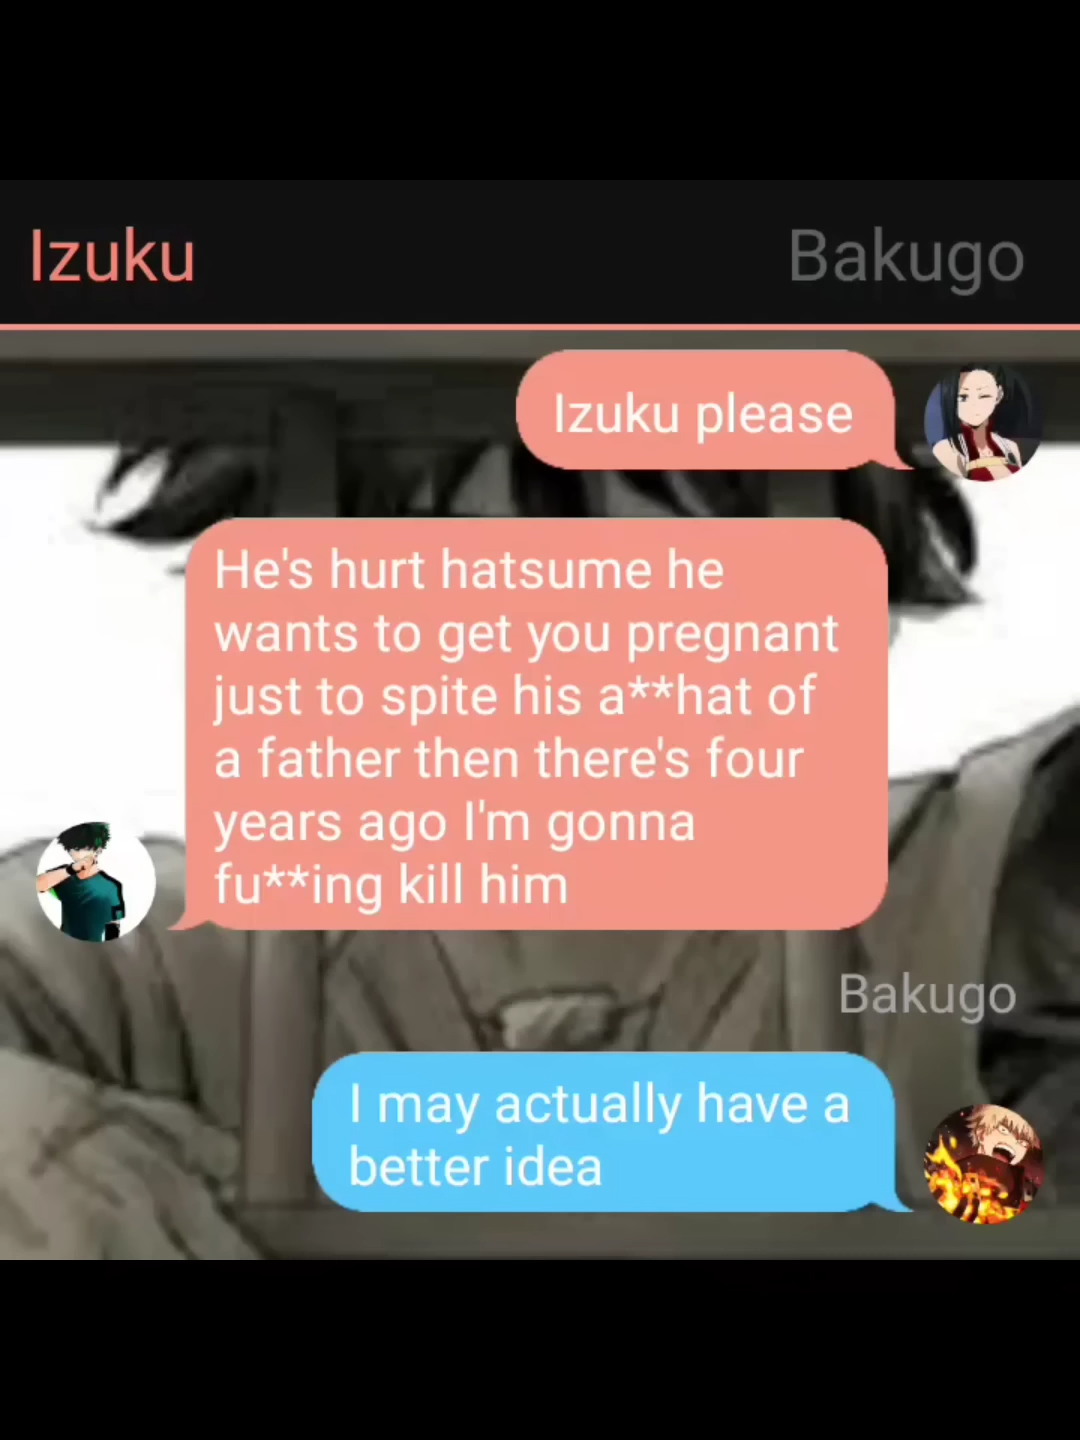 Izuku
Bakugo
Izuku please
He's hurt hatsume he
wants to get you pregnant
just to spite his a**hat of
a father then there's four
years ago I'm gonna
fu**ing kill him
Bakugo
I may actually have a
better idea